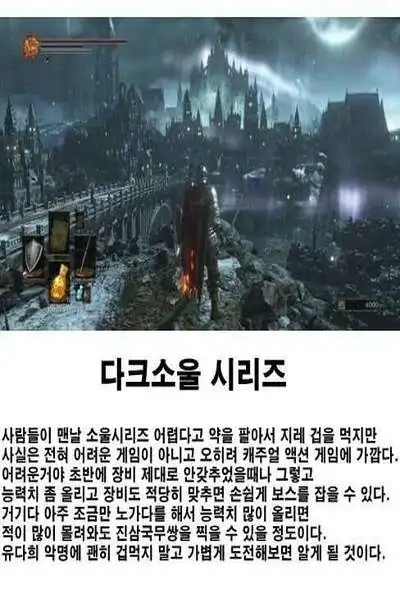 4000
다크소울 시리즈
사람들이 맨날 소울시리즈 어렵다고 약을 팔아서 지레 겁을 먹지만
사실은 전혀 어려운 게임이 아니고 오히려 캐주얼 액션 게임에 가깝다.
어려운거야 초반에 장비 제대로 안갖추었을때나 그렇고
능력치 좀 올리고 장비도 적당히 맞추면 손쉽게 보스를 잡을 수 있다.
거기다 아주 조금만 노가다를 해서 능력치 많이 올리면
적이 많이 몰려와도 진삼국무쌍을 찍을 수 있을 정도이다.
유다희 악명에 괜히 겁먹지 말고 가볍게 도전해보면 알게 될 것이다.